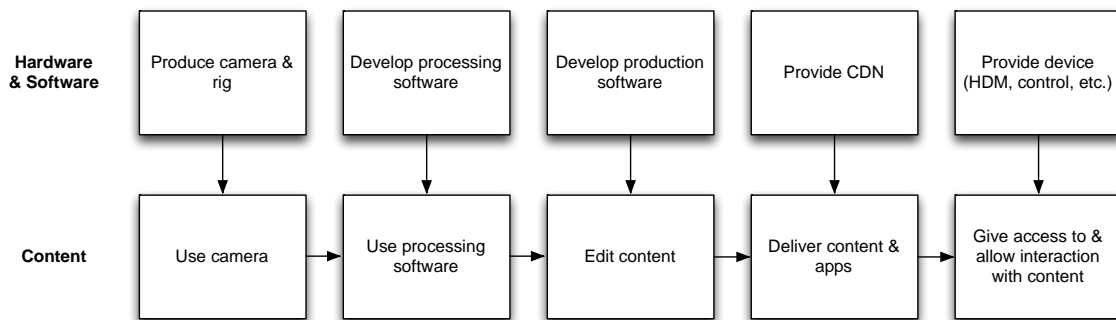 Hardware
& Software
Produce camera &
rig
Develop processing
software
Develop production
software
Provide CDN
Provide device
(HDM, control, etc.)
Content
Use camera
Use processing
software
Edit content
Deliver content &
apps
Give access to &
allow interaction
with content